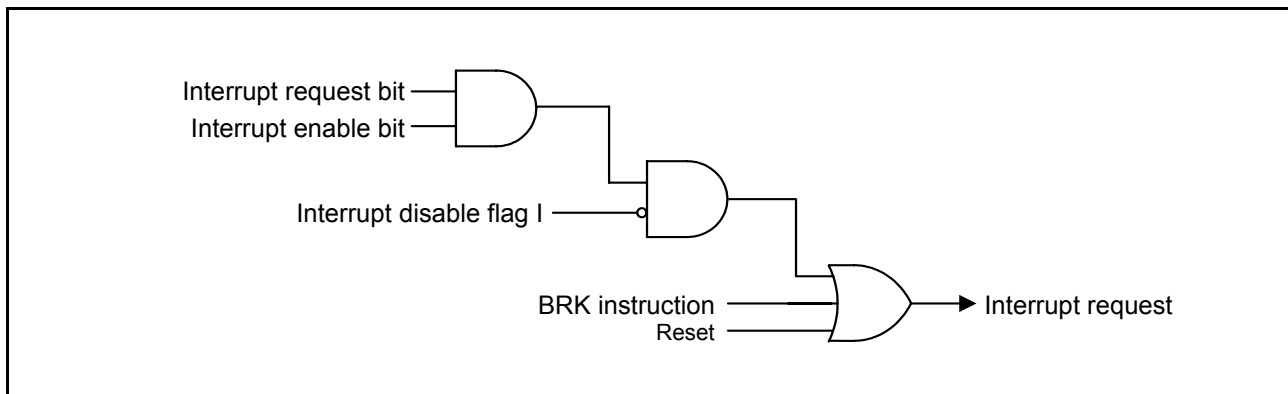 Interrupt request bit
Interrupt enable bit
Interrupt disable flag I
BRK instruction
Interrupt request
Reset